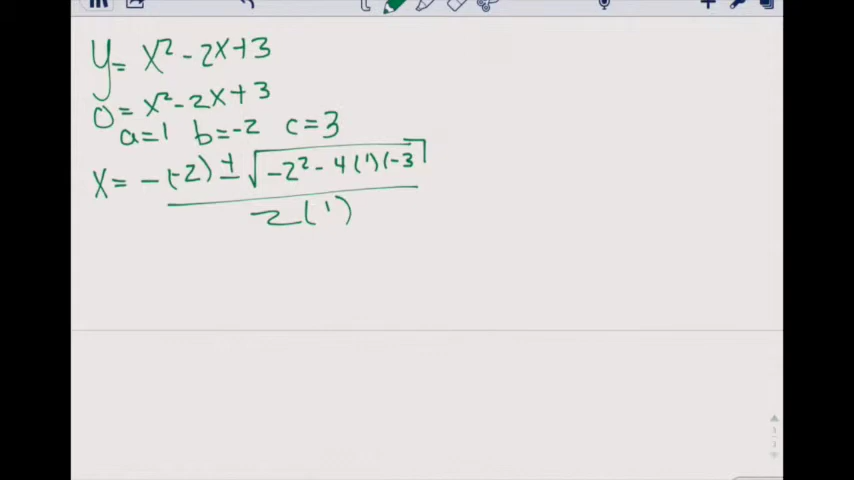 y = x² - 2x + 3
0 = x² - 2x + 3
a = 1 b = -2 c = 3
x = -(-2) ± √-2² - 4(1)(-3
2(1)